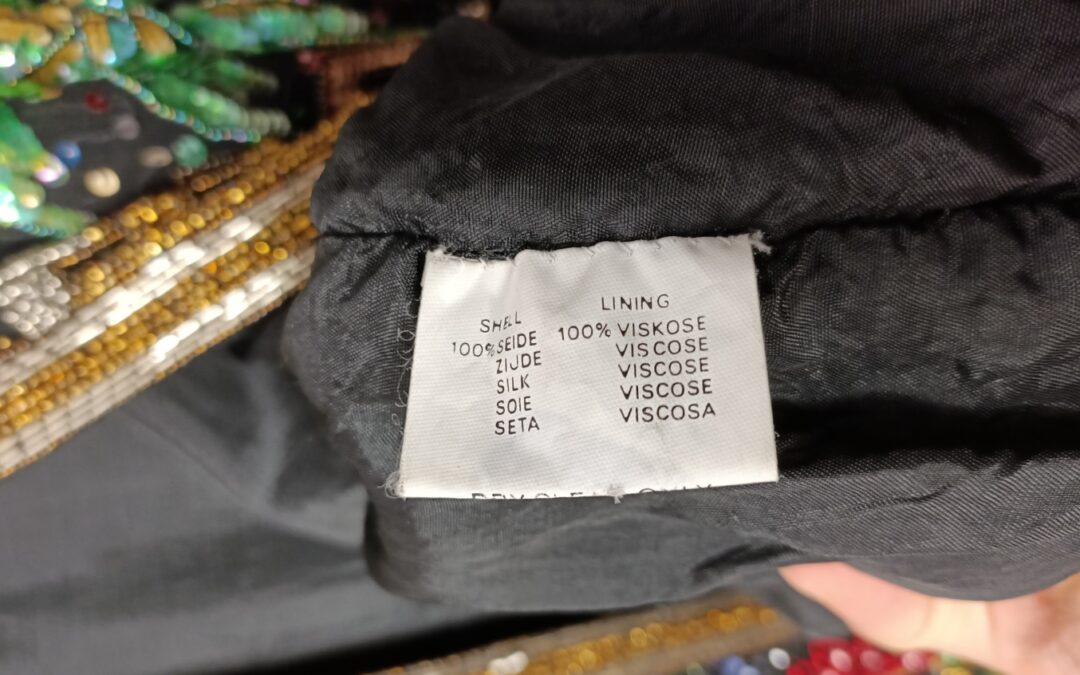 SHELL
100% SEIDE
ZIJDE
SILK
SOIE
SETA
LINING
100% VISKOSE
VISCOSE
VISCOSE
VISCOSE
VISCOSA